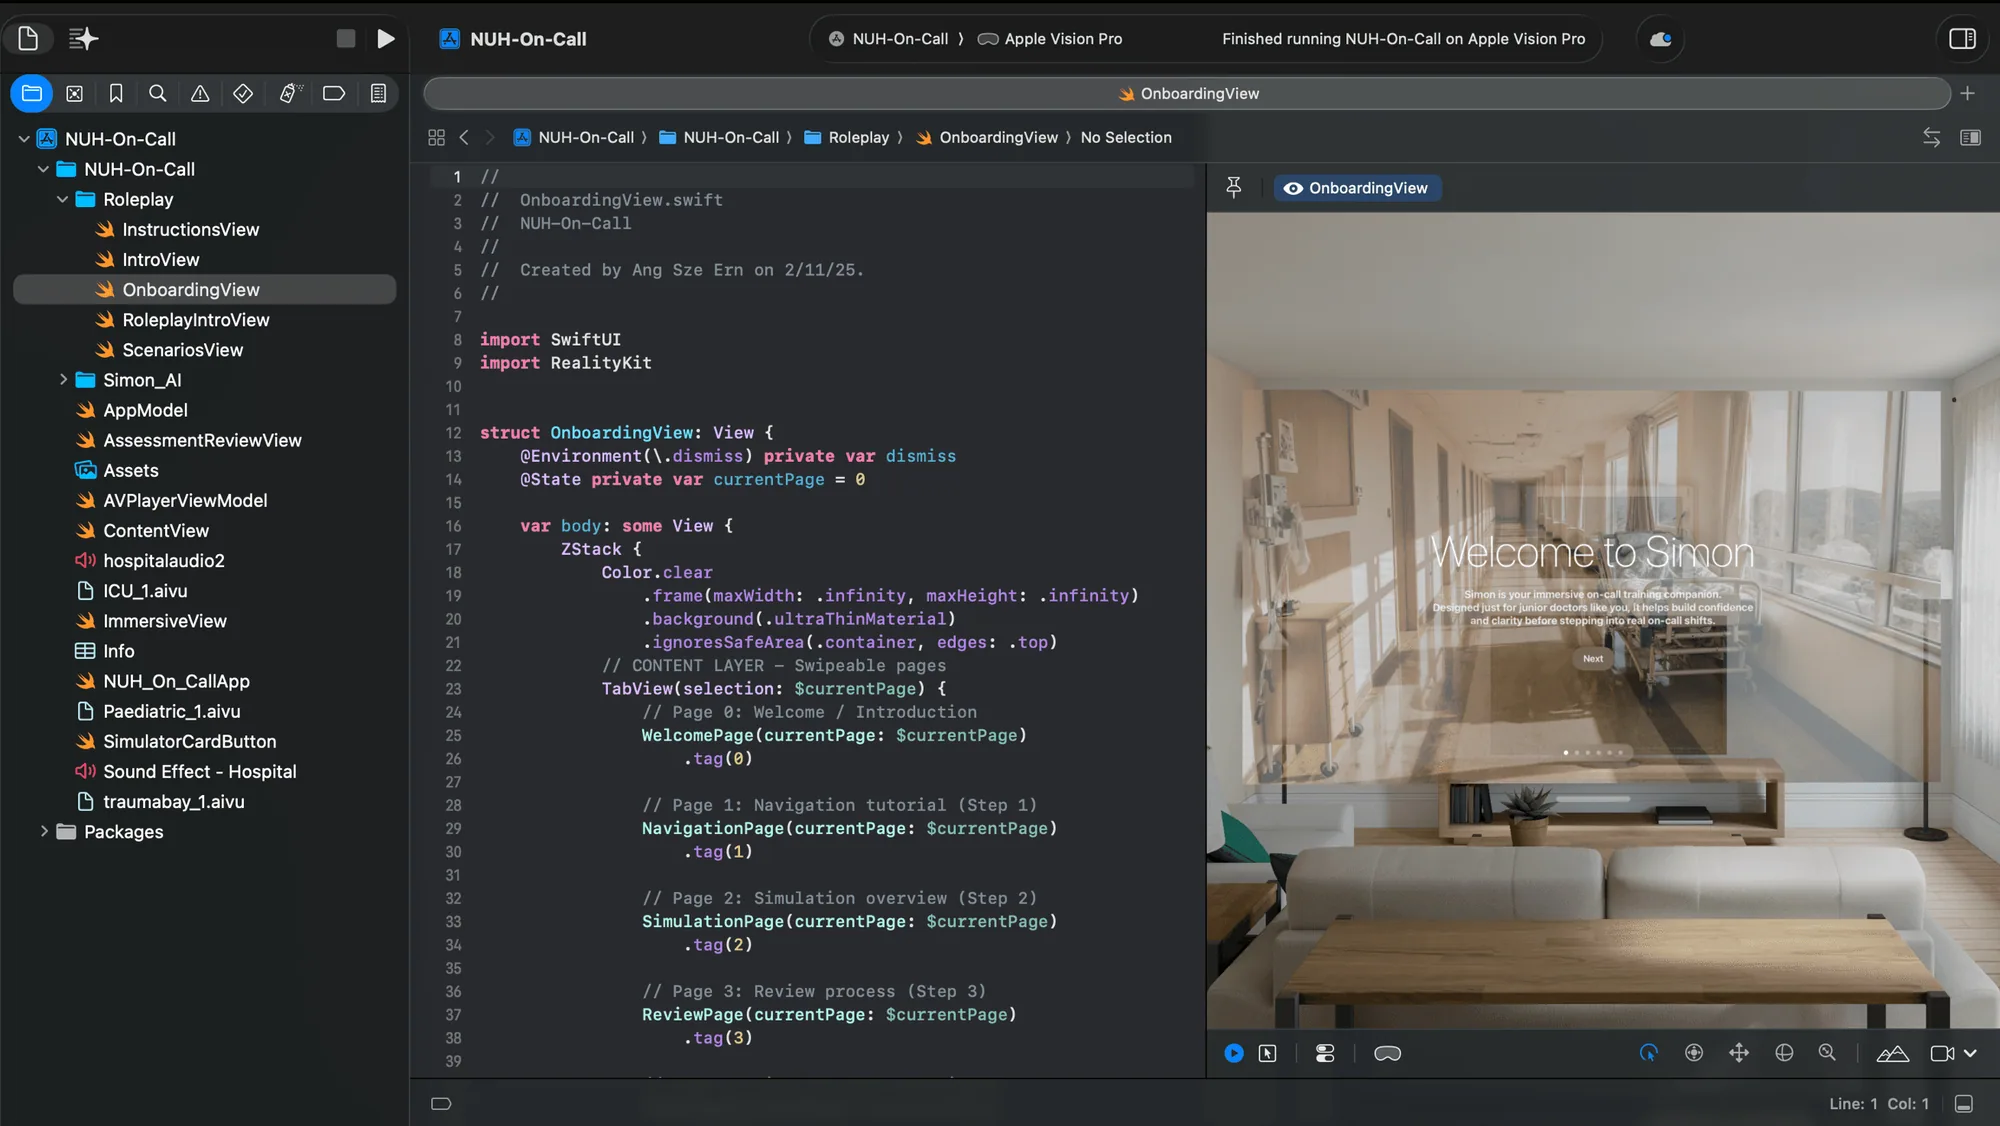 NUH-On-Call
NUH-On-Call
Apple Vision Pro
Finished running NUH-On-Call on Apple Vision Pro
OnboardingView
NUH-On-Call
NUH-On-Call
Roleplay
OnboardingView
No Selection
NUH-On-Call
NUH-On-Call
Roleplay
InstructionsView
IntroView
OnboardingView
RoleplayIntroView
ScenariosView
Simon_AI
AppModel
AssessmentReviewView
Assets
AVPlayerViewModel
ContentView
hospitalaudio2
ICU_1.aivu
ImmersiveView
Info
NUH_On_CallApp
Paediatric_1.aivu
SimulatorCardButton
Sound Effect - Hospital
traumabay_1.aivu
Packages
1 //
2 // OnboardingView.swift
3 // NUH-On-Call
4 //
5 // Created by Ang Sze Ern on 2/11/25.
6 //
7
8 import SwiftUI
9 import RealityKit
10
11
12 struct OnboardingView: View {
13 @Environment(\.dismiss) private var dismiss
14 @State private var currentPage = 0
15
16 var body: some View {
17 ZStack {
18 Color.clear
19 .frame(maxWidth: .infinity, maxHeight: .infinity)
20 .background(.ultraThinMaterial)
21 .ignoresSafeArea(.container, edges: .top)
22 // CONTENT LAYER – Swipeable pages
23 TabView(selection: $currentPage) {
24 // Page 0: Welcome / Introduction
25 WelcomePage(currentPage: $currentPage)
26 .tag(0)
27
28 // Page 1: Navigation tutorial (Step 1)
29 NavigationPage(currentPage: $currentPage)
30 .tag(1)
31
32 // Page 2: Simulation overview (Step 2)
33 SimulationPage(currentPage: $currentPage)
34 .tag(2)
35
36 // Page 3: Review process (Step 3)
37 ReviewPage(currentPage: $currentPage)
38 .tag(3)
39
OnboardingView
Welcome to Simon
Simon is your immersive on-call training companion.
Designed just for junior doctors like you, it helps build confidence
and clarity before stepping into real on-call shifts.
Next
Line: 1 Col: 1